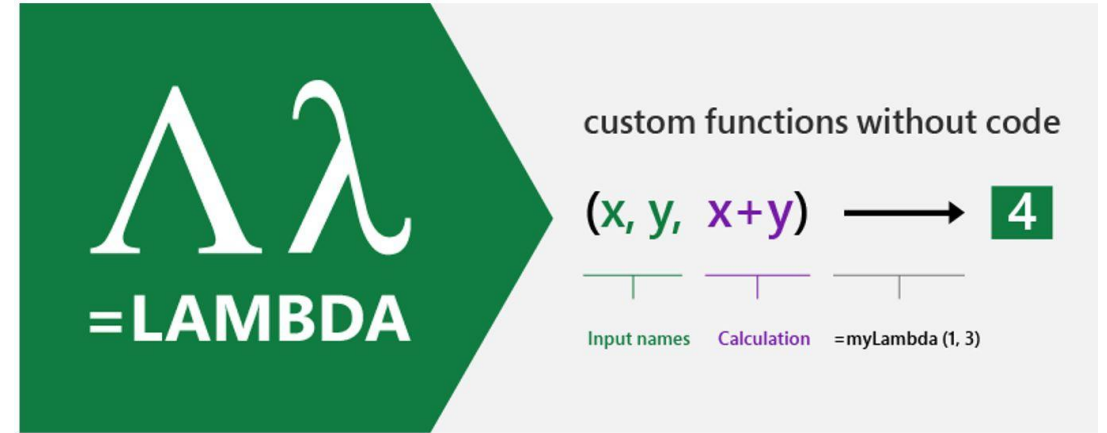 Λλ
=LAMBDA
custom functions without code
(x, y, x+y)
4
Input names
Calculation
=myLambda (1, 3)